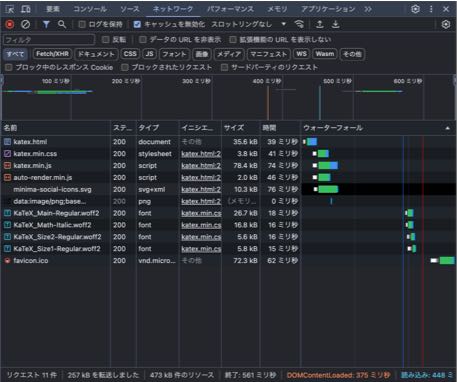 要素 コンソール ソース ネットワーク パフォーマンス メモリ アプリケーション
ログを保持 キャッシュを無効化 スロットリングなし
フィルタ 反転 データの URL を非表示 拡張機能の URL を表示しない
すべて Fetch/XHR ドキュメント CSS JS フォント 画像 メディア マニフェスト WS Wasm その他
ブロック中のレスポンス Cookie ブロックされたリクエスト サードパーティのリクエスト
100 ミリ秒 200 ミリ秒 300 ミリ秒 400 ミリ秒 500 ミリ秒 600 ミリ秒
名前 ステ... タイプ イニシエ... サイズ 時間 ウォーターフォール
katex.html 200 document その他 35.6 kB 39 ミリ秒
katex.min.css 200 stylesheet katex.html:2 3.8 kB 41 ミリ秒
katex.min.js 200 script katex.html:2 78.4 kB 74 ミリ秒
auto-render.min.js 200 script katex.html:2 2.0 kB 46 ミリ秒
minima-social-icons.svg 200 svg+xml katex.html:2 10.3 kB 76 ミリ秒
data:image/png;base... 200 png katex.html (メモリ... 0 ミリ秒
KaTeX_Main-Regular.woff2 200 font katex.min.cs 26.7 kB 18 ミリ秒
KaTeX_Math-Italic.woff2 200 font katex.min.cs 16.8 kB 16 ミリ秒
KaTeX_Size2-Regular.woff2 200 font katex.min.cs 5.6 kB 16 ミリ秒
KaTeX_Size1-Regular.woff2 200 font katex.min.cs 5.8 kB 15 ミリ秒
favicon.ico 200 vnd.micro... その他 72.3 kB 62 ミリ秒
リクエスト 11 件 257 kB を転送しました 473 kB 件のリソース 終了: 561 ミリ秒 DOMContentLoaded: 375 ミリ秒 読み込み: 448 ミ